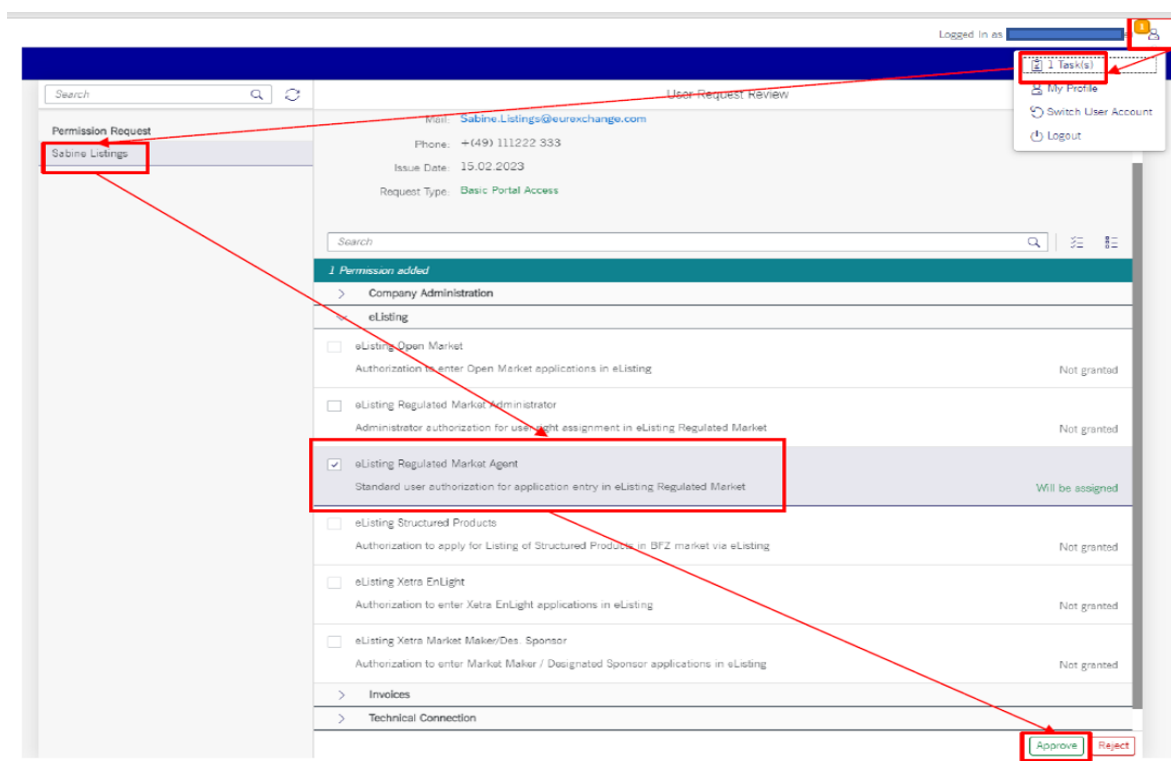 Logged in as
1
1 Task(s)
My Profile
Switch User Account
Logout
Search
User Request Review
Permission Request
Sabine Listings
Mail: Sabine.Listings@eurexchange.com
Phone: +(49) 111222 333
Issue Date: 15.02.2023
Request Type: Basic Portal Access
Search
1 Permission added
Company Administration
eListing
eListing Open Market
Authorization to enter Open Market applications in eListing
Not granted
eListing Regulated Market Administrator
Administrator authorization for user right assignment in eListing Regulated Market
Not granted
eListing Regulated Market Agent
Standard user authorization for application entry in eListing Regulated Market
Will be assigned
eListing Structured Products
Authorization to apply for Listing of Structured Products in BFZ market via eListing
Not granted
eListing Xetra EnLight
Authorization to enter Xetra EnLight applications in eListing
Not granted
eListing Xetra Market Maker/Des. Sponsor
Authorization to enter Market Maker / Designated Sponsor applications in eListing
Not granted
Invoices
Technical Connection
Approve
Reject